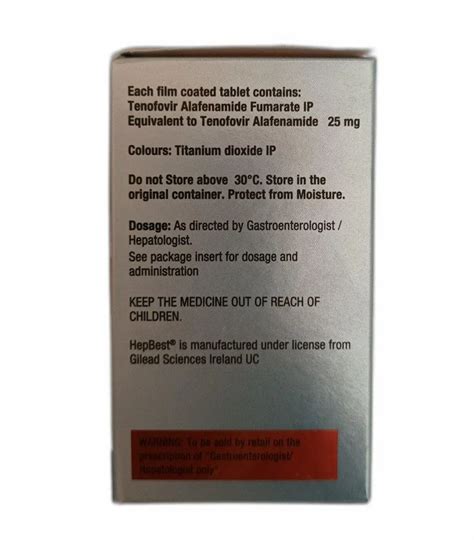 Each film coated tablet contains:
Tenofovir Alafenamide Fumarate IP
Equivalent to Tenofovir Alafenamide 25 mg
Colours: Titanium dioxide IP
Do not Store above 30°C. Store in the
original container. Protect from Moisture.
Dosage: As directed by Gastroenterologist /
Hepatologist.
See package insert for dosage and
administration
KEEP THE MEDICINE OUT OF REACH OF
CHILDREN.
HepBest® is manufactured under license from
Gilead Sciences Ireland UC
WARNING: To be sold by retail on the
prescription of "Gastroenterologist/
Hepatologist only"